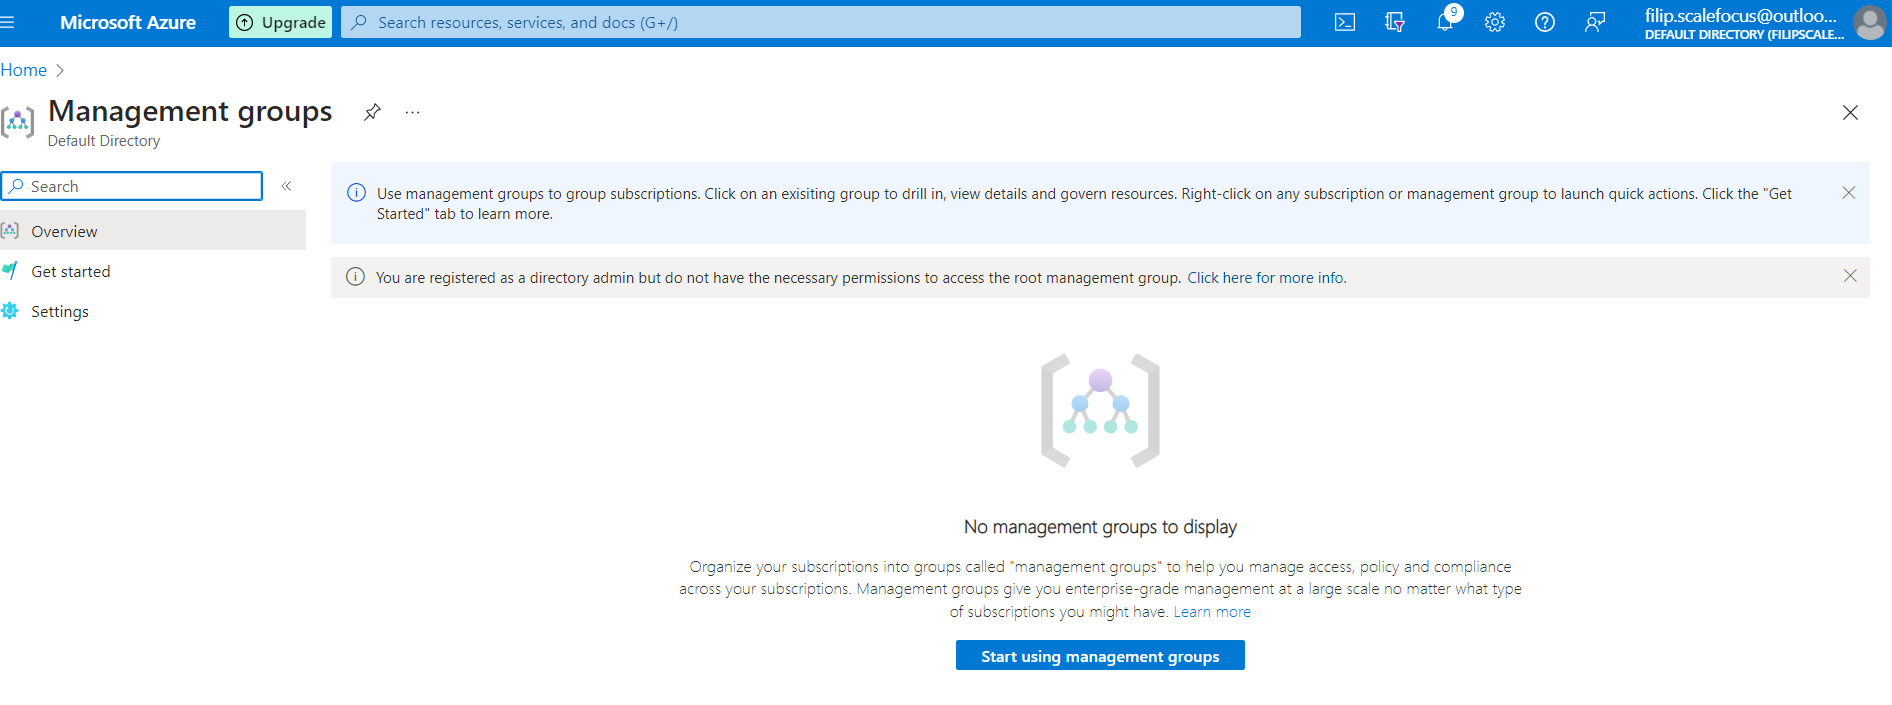 Microsoft Azure
Upgrade
Search resources, services, and docs (G+/)
9
filip.scalefocus@outloo...
DEFAULT DIRECTORY (FILIPSCALE...
Home
Management groups
...
Default Directory
Search
«
Overview
Get started
Settings
Use management groups to group subscriptions. Click on an exisiting group to drill in, view details and govern resources. Right-click on any subscription or management group to launch quick actions. Click the "Get
Started" tab to learn more.
You are registered as a directory admin but do not have the necessary permissions to access the root management group. Click here for more info.
No management groups to display
Organize your subscriptions into groups called "management groups" to help you manage access, policy and compliance
across your subscriptions. Management groups give you enterprise-grade management at a large scale no matter what type
of subscriptions you might have. Learn more
Start using management groups